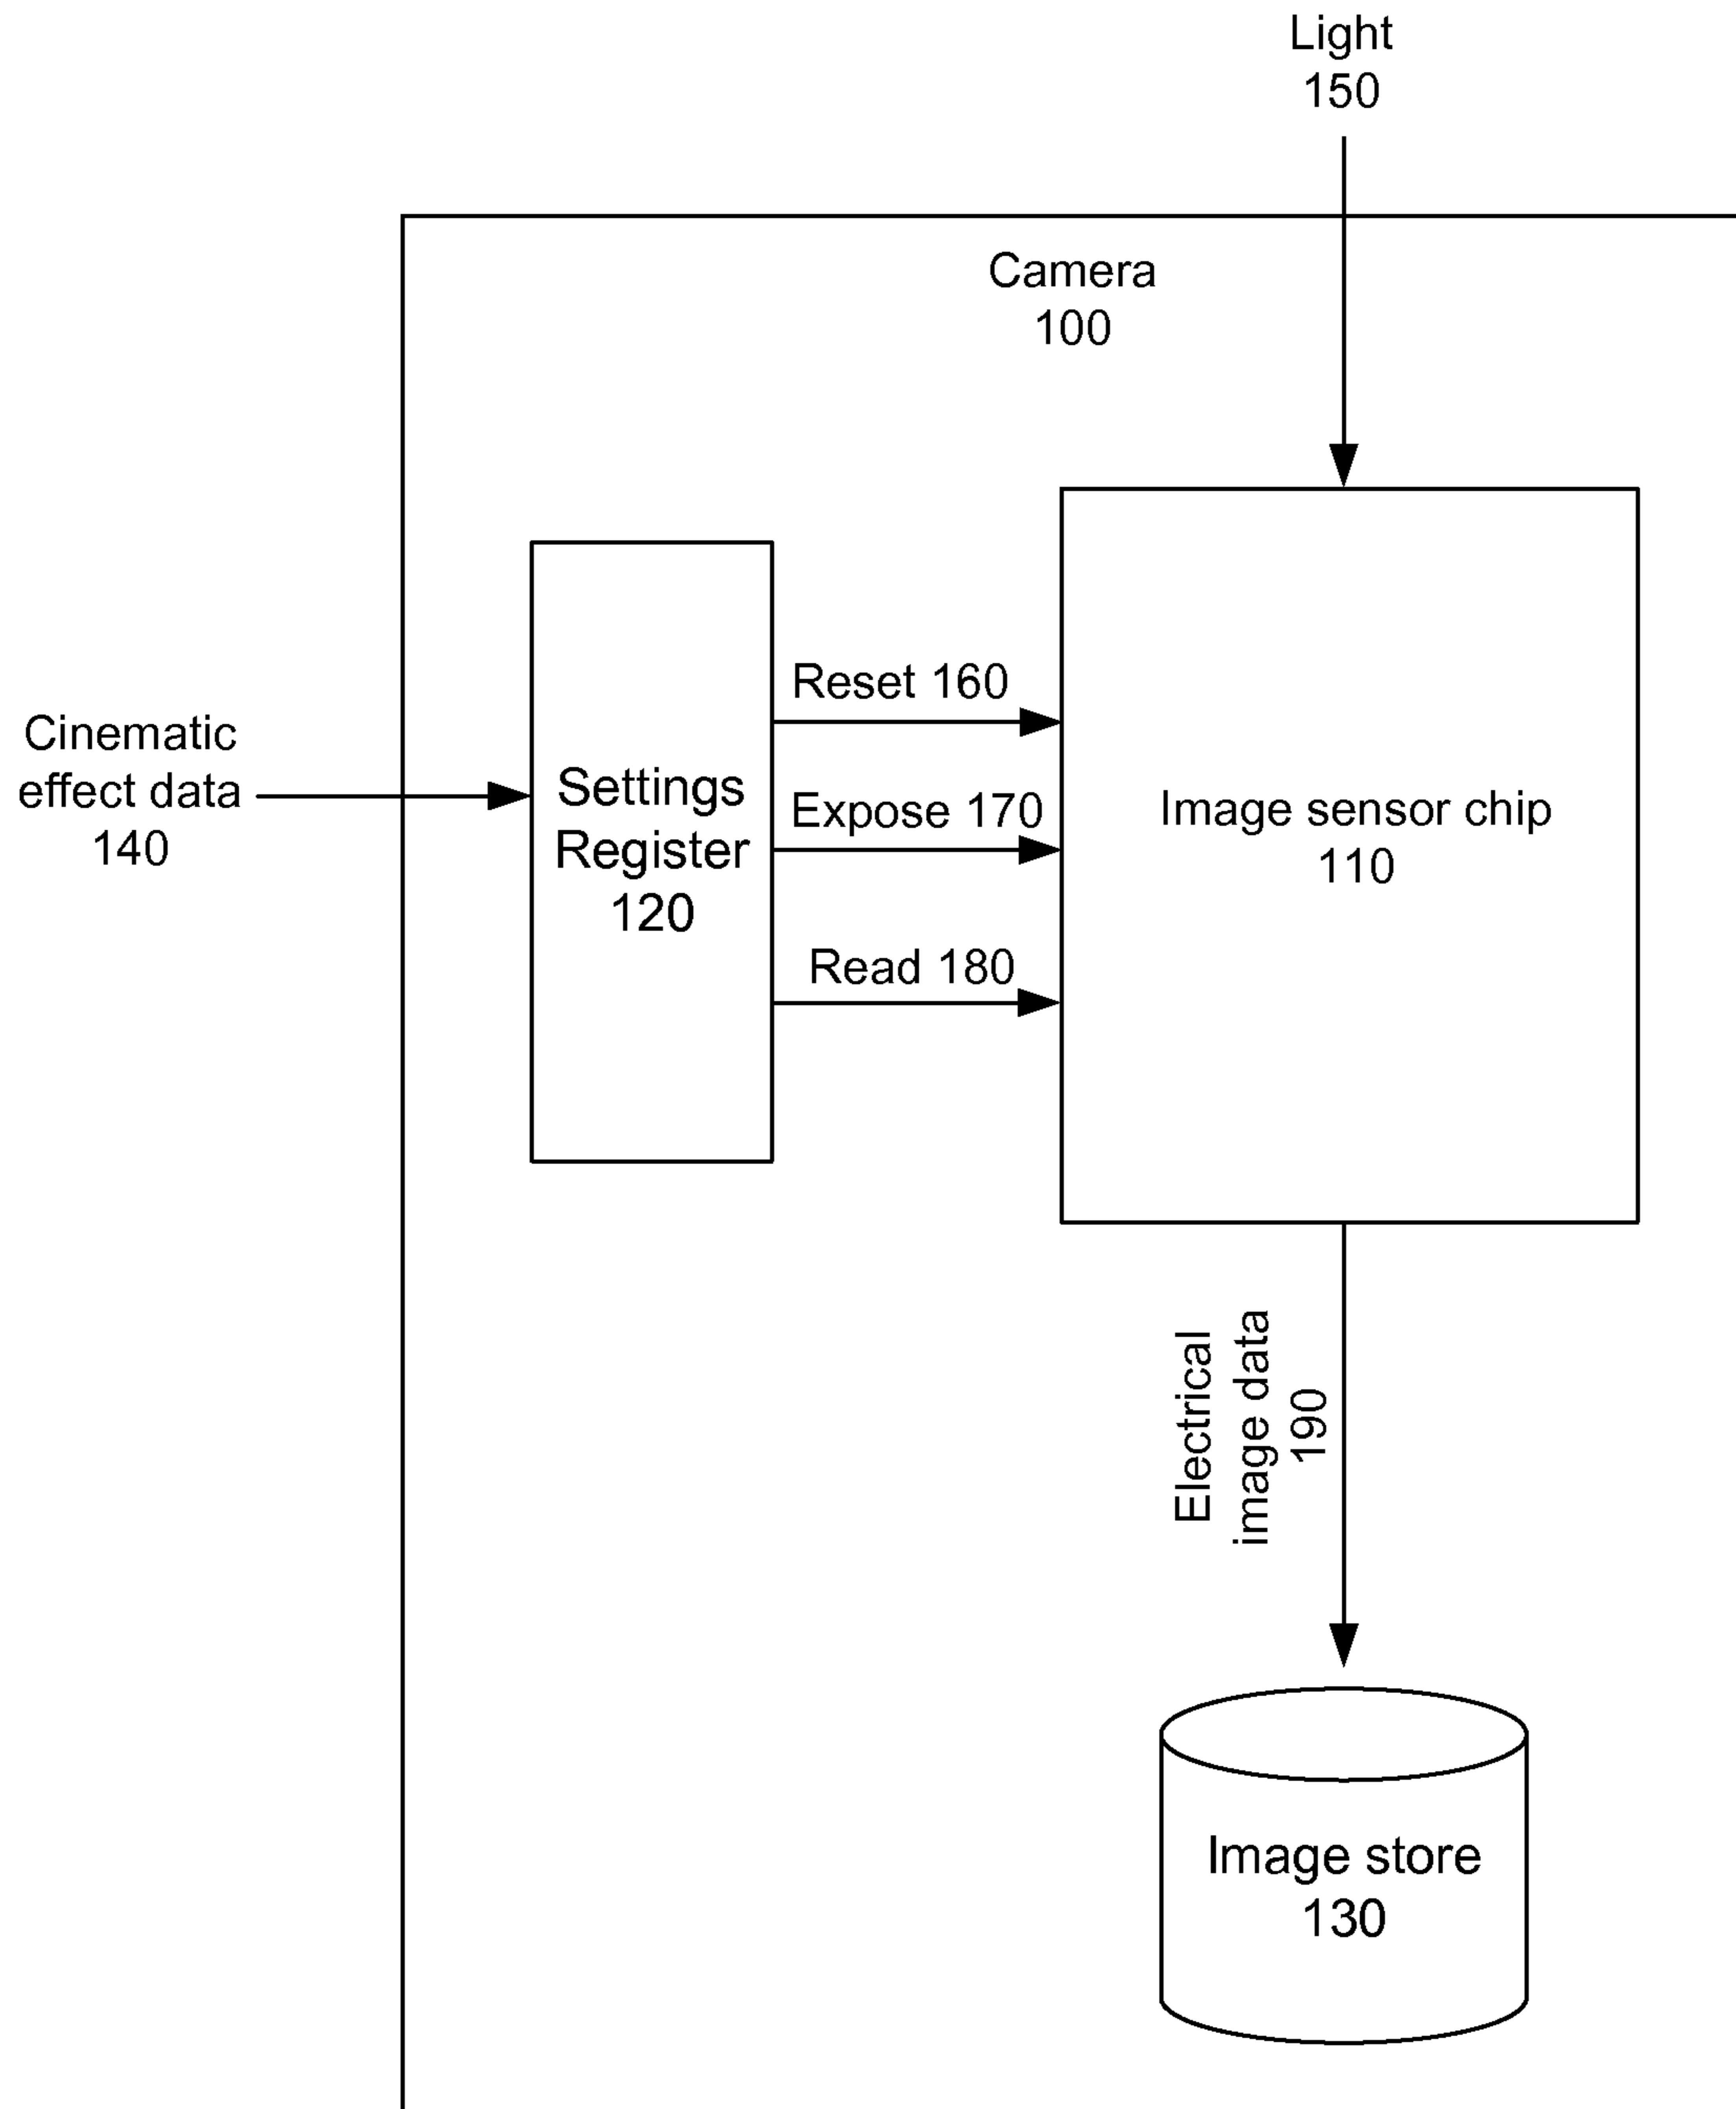 Light
150
Camera
100
Reset 160
Cinematic
effect data
140
Settings
Register
120
Expose 170
Image sensor chip
110
Read 180
Electrical
image data
190
Image store
130